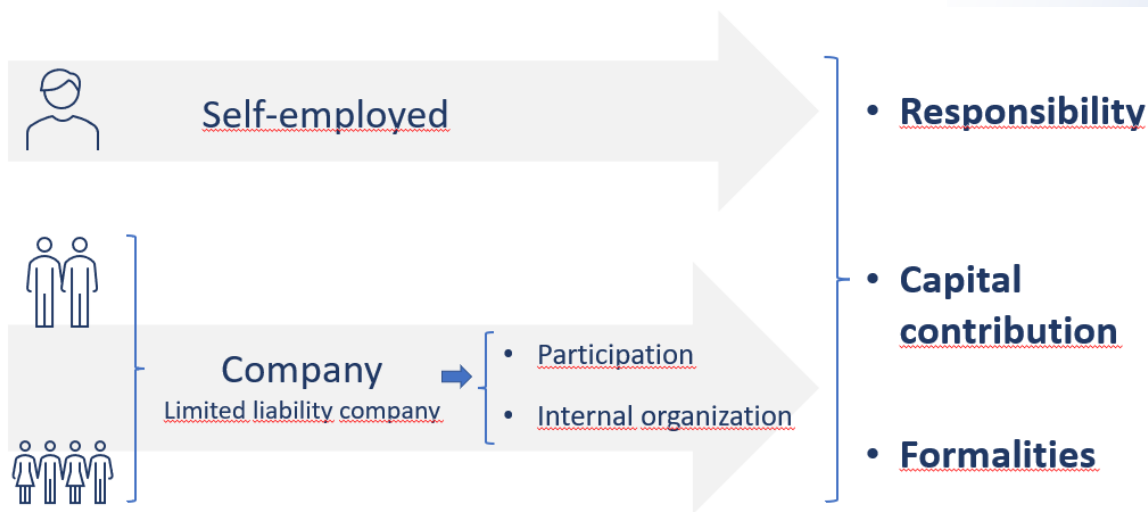 Self-employed
Company
Limited liability company
• Participation
• Internal organization
• Responsibility
• Capital
contribution
• Formalities